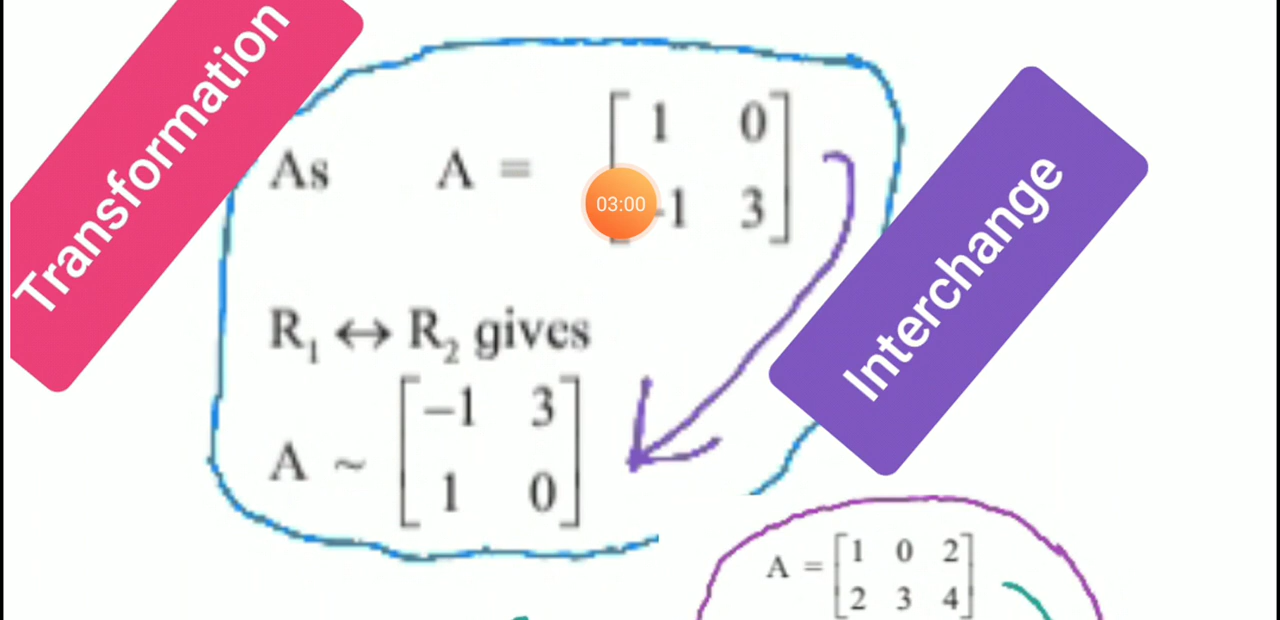 Transformation
As A = [ 1 0 ]
[ -1 3 ]
03:00
Interchange
R₁ ↔ R₂ gives
A ~ [ –1 3 ]
[ 1 0 ]
A = [ 1 0 2 ]
[ 2 3 4 ]